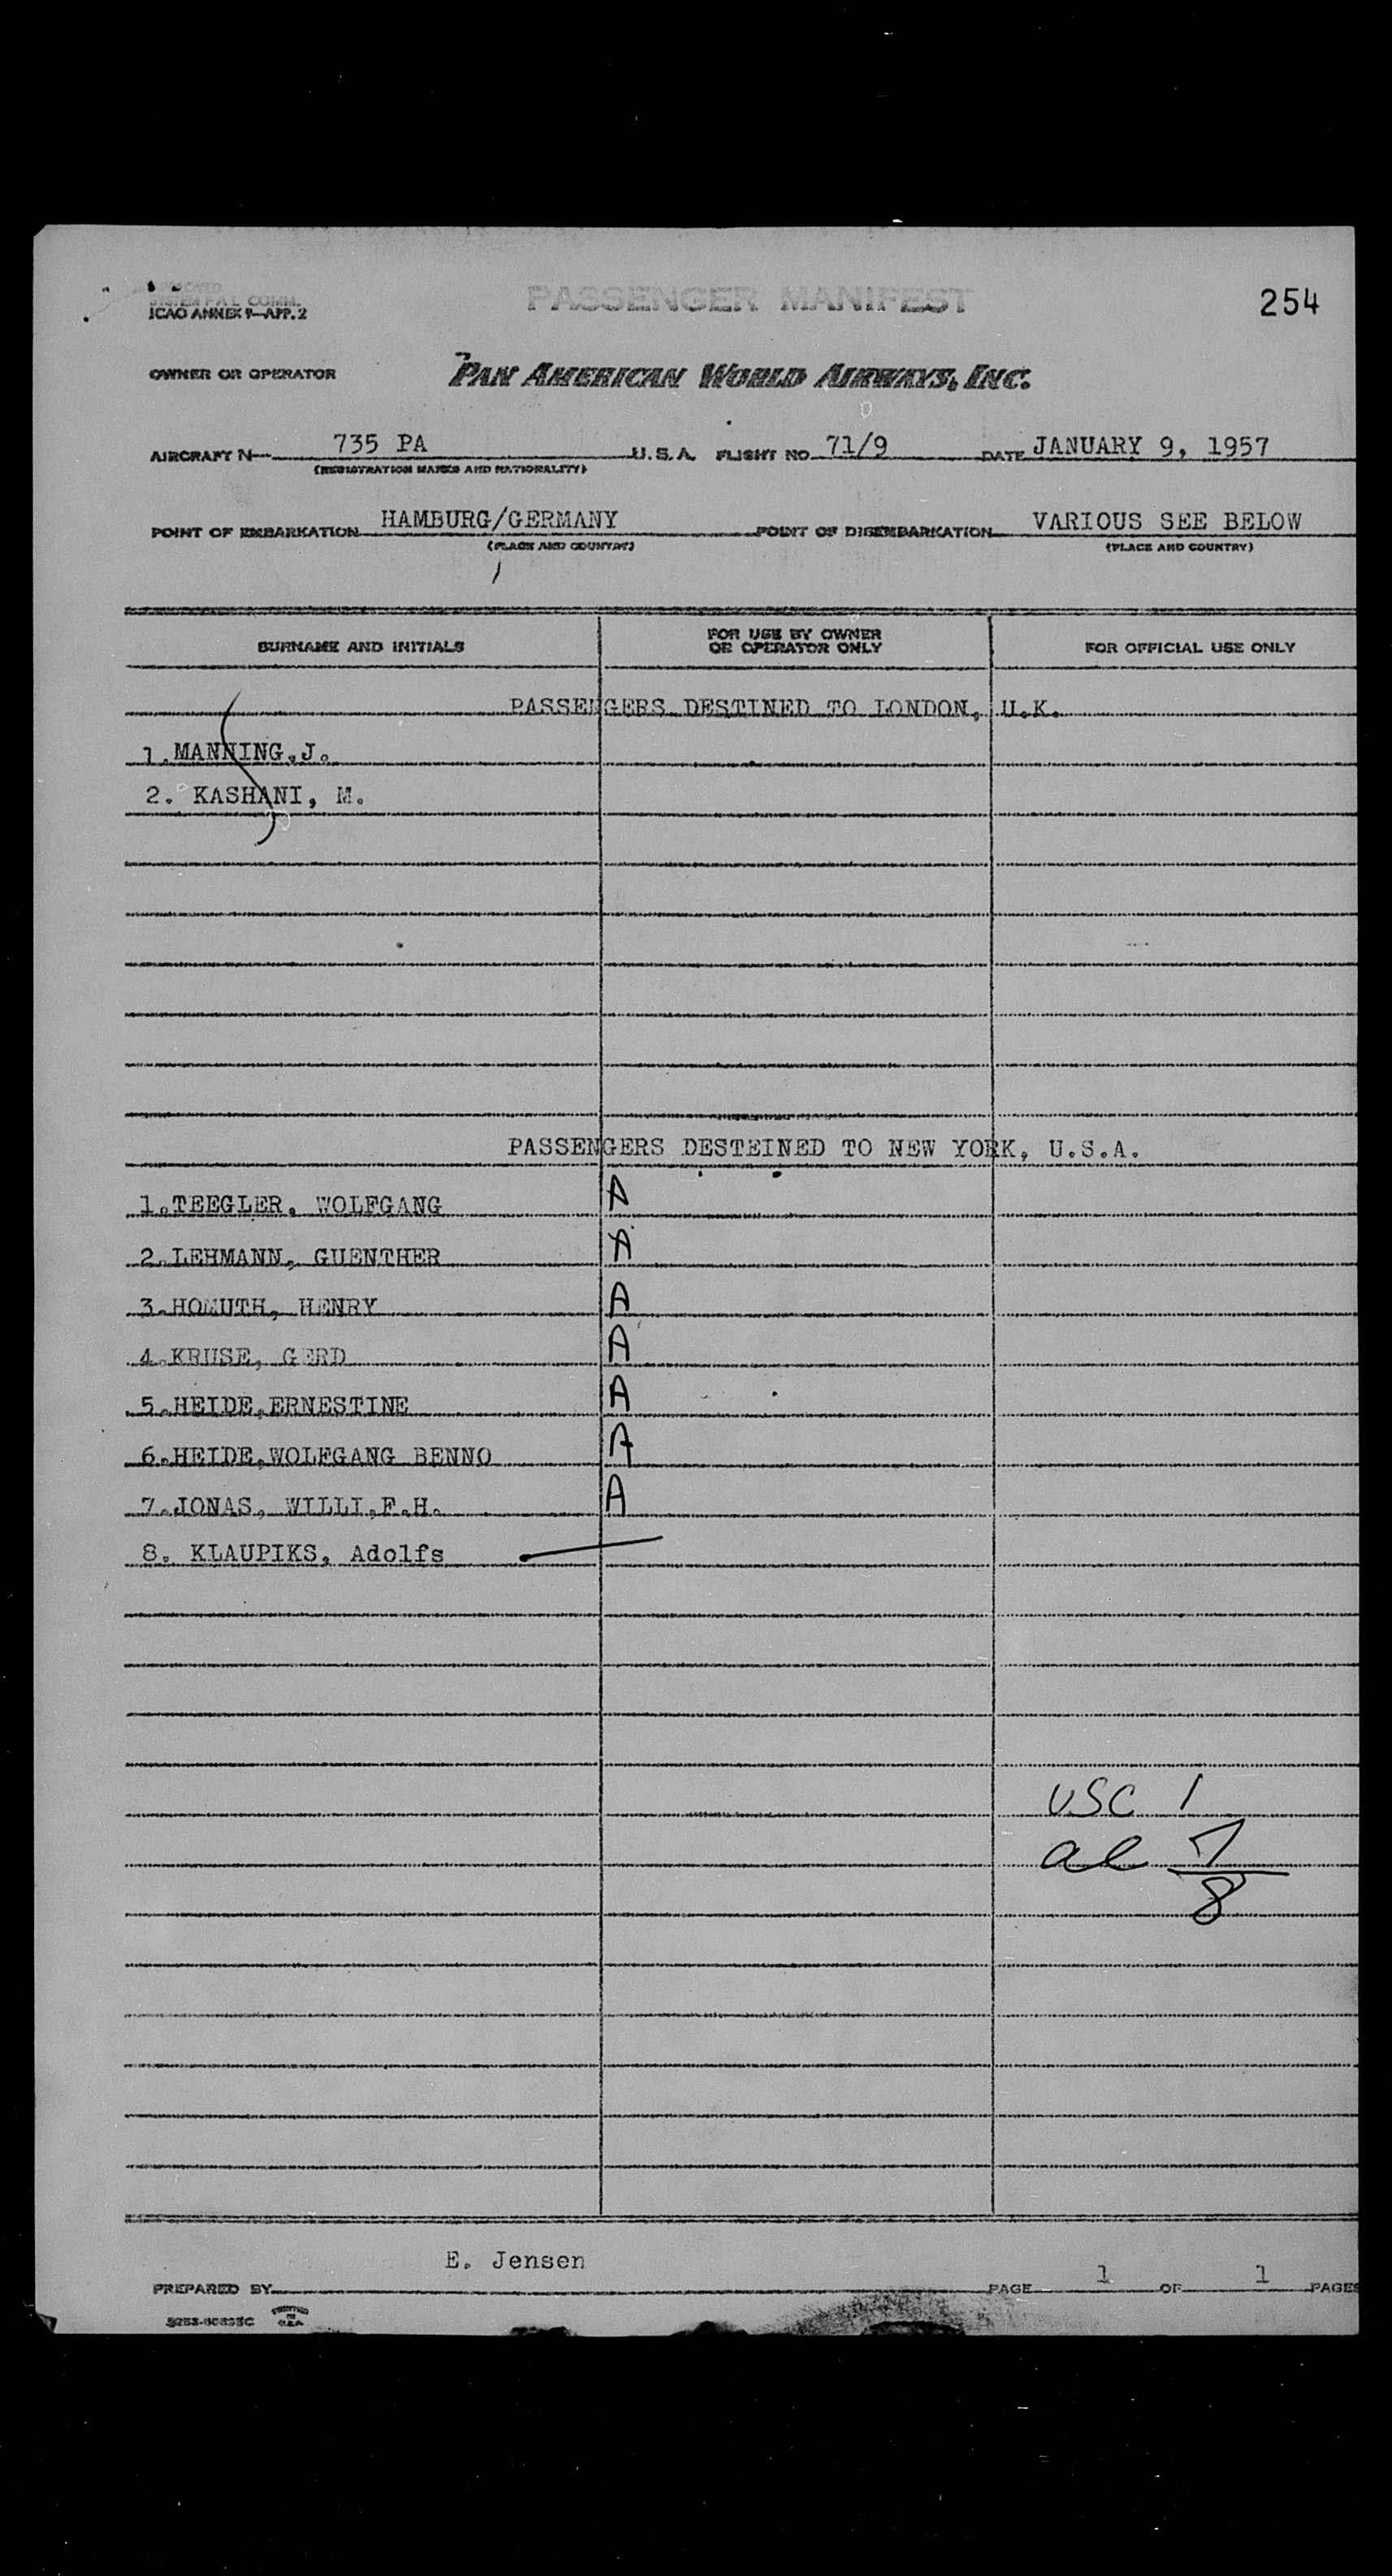 SYSTEM F.A.L. COMM.
ICAO ANNEX 9—APP. 2
PASSENGER MANIFEST
254
OWNER OR OPERATOR
PAN AMERICAN WORLD AIRWAYS, INC.
AIRCRAFT N— 735 PA U.S.A. FLIGHT NO 71/9 DATE JANUARY 9, 1957
(REGISTRATION MARKS AND NATIONALITY)
POINT OF EMBARKATION HAMBURG/GERMANY POINT OF DISEMBARKATION VARIOUS SEE BELOW
(PLACE AND COUNTRY) (PLACE AND COUNTRY)
SURNAME AND INITIALS
FOR USE BY OWNER
OR OPERATOR ONLY
FOR OFFICIAL USE ONLY
PASSENGERS DESTINED TO LONDON, U.K.
1.MANNING,J.
2. KASHANI, M.
PASSENGERS DESTEINED TO NEW YORK, U.S.A.
1.TEEGLER, WOLFGANG A
2.LEHMANN, GUENTHER A
3.HOMUTH, HENRY A
4.KRUSE, GERD A
5.HEIDE,ERNESTINE A
6.HEIDE,WOLFGANG BENNO A
7.JONAS, WILLI,F.H. A
8. KLAUPIKS, Adolfs
USC 1
al 7
8
E. Jensen
PREPARED BY PAGE 1 OF 1 PAGES